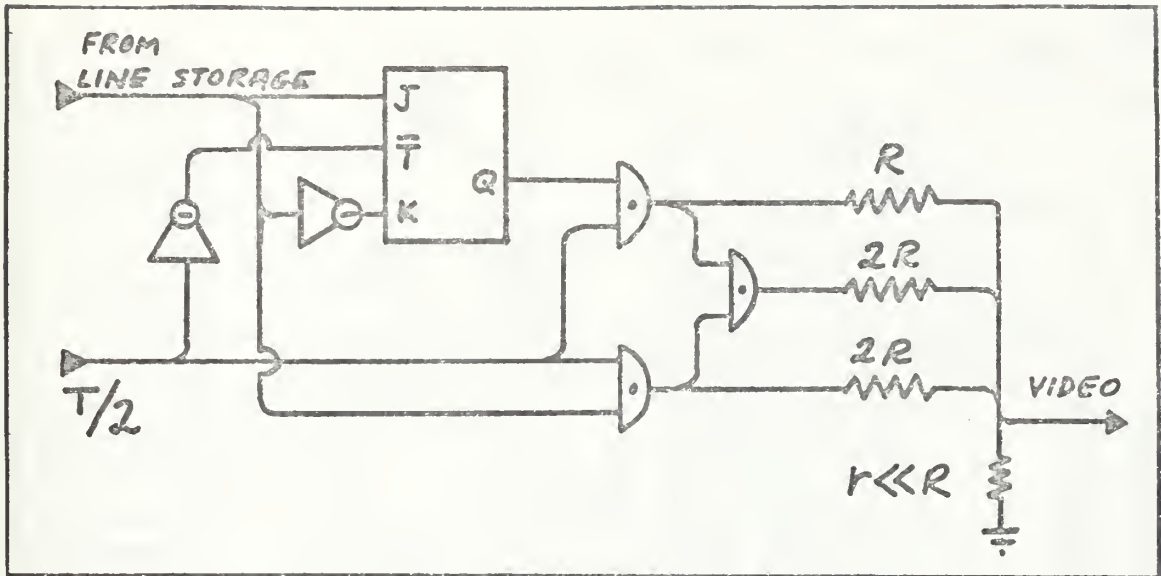 FROM
LINE STORAGE
J
T̅
K
Q
T/2
R
2R
2R
VIDEO
r<<R